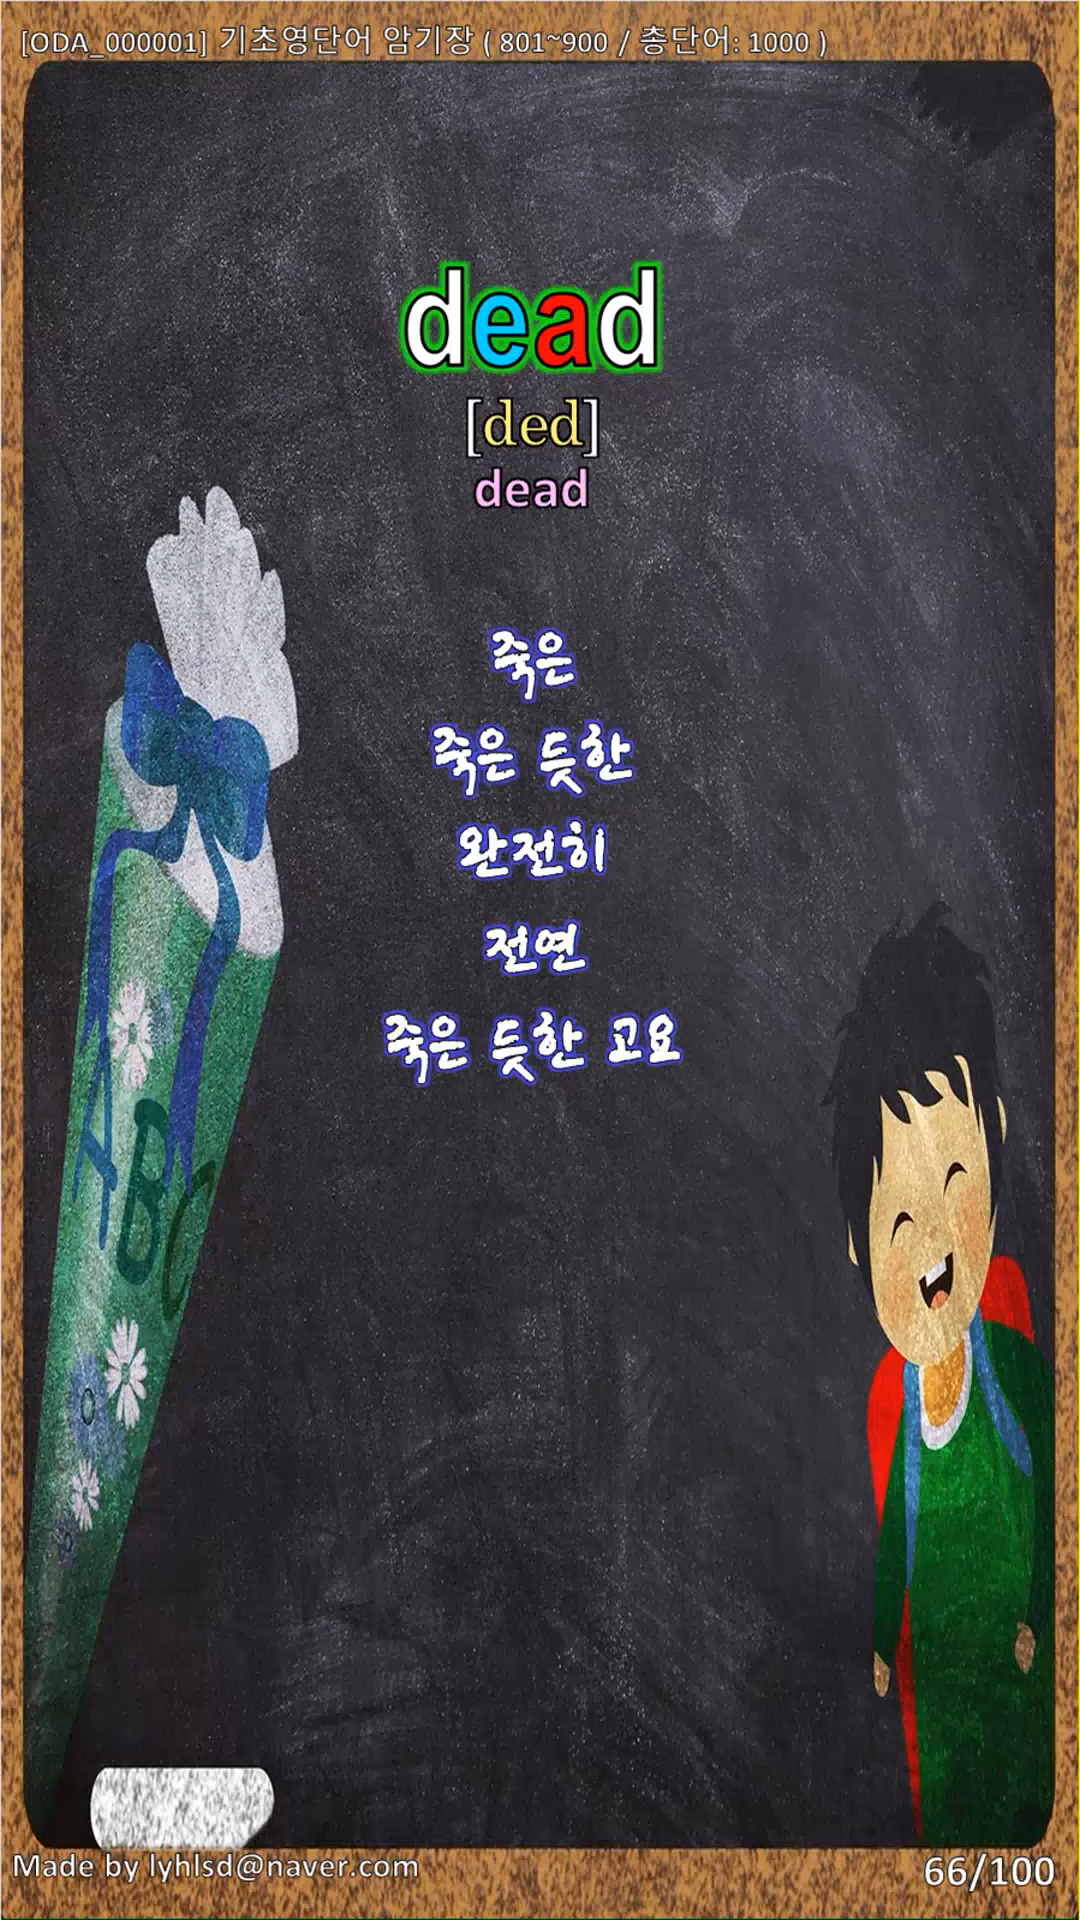 [ODA_000001] 기초영단어 암기장 ( 801~900 / 총단어: 1000 )
dead
[ded]
dead
죽은
죽은 듯한
완전히
전연
죽은 듯한 고요
ABC
Made by lyhlsd@naver.com
66/100